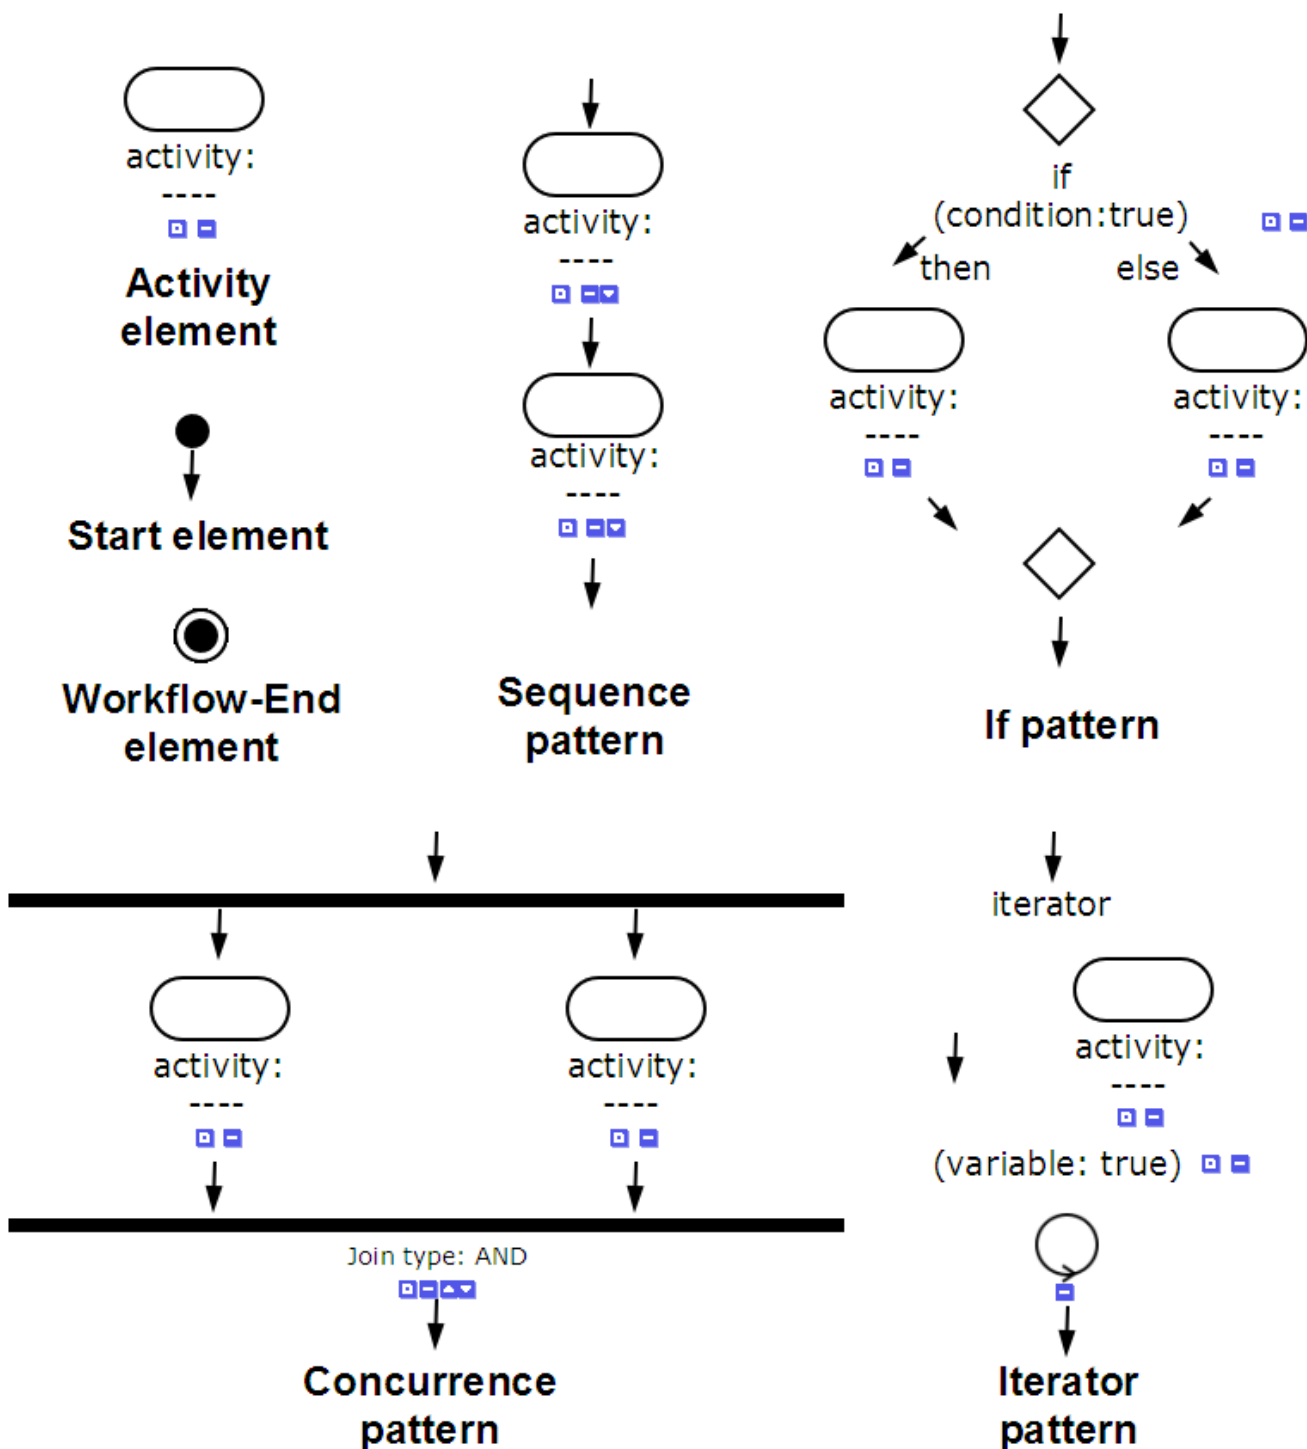 activity:
----
Activity
element
Start element
Workflow-End
element
activity:
----
activity:
----
Sequence
pattern
if
(condition:true)
then else
activity: activity:
---- ----
If pattern
activity: activity:
---- ----
Join type: AND
Concurrence
pattern
iterator
activity:
----
(variable: true)
Iterator
pattern